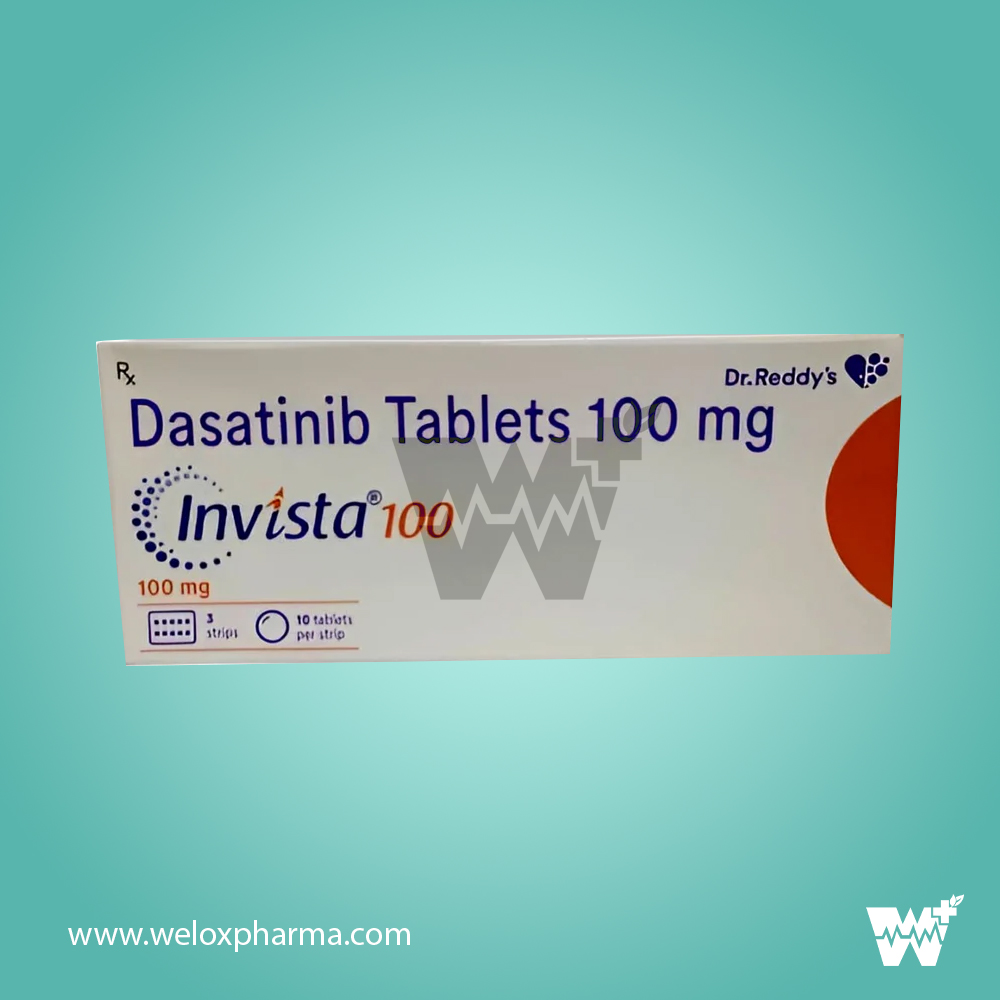 Rx
Dr.Reddy's
Dasatinib Tablets 100 mg
Invista® 100
100 mg
3 strips
10 tablets per strip
www.weloxpharma.com
W+